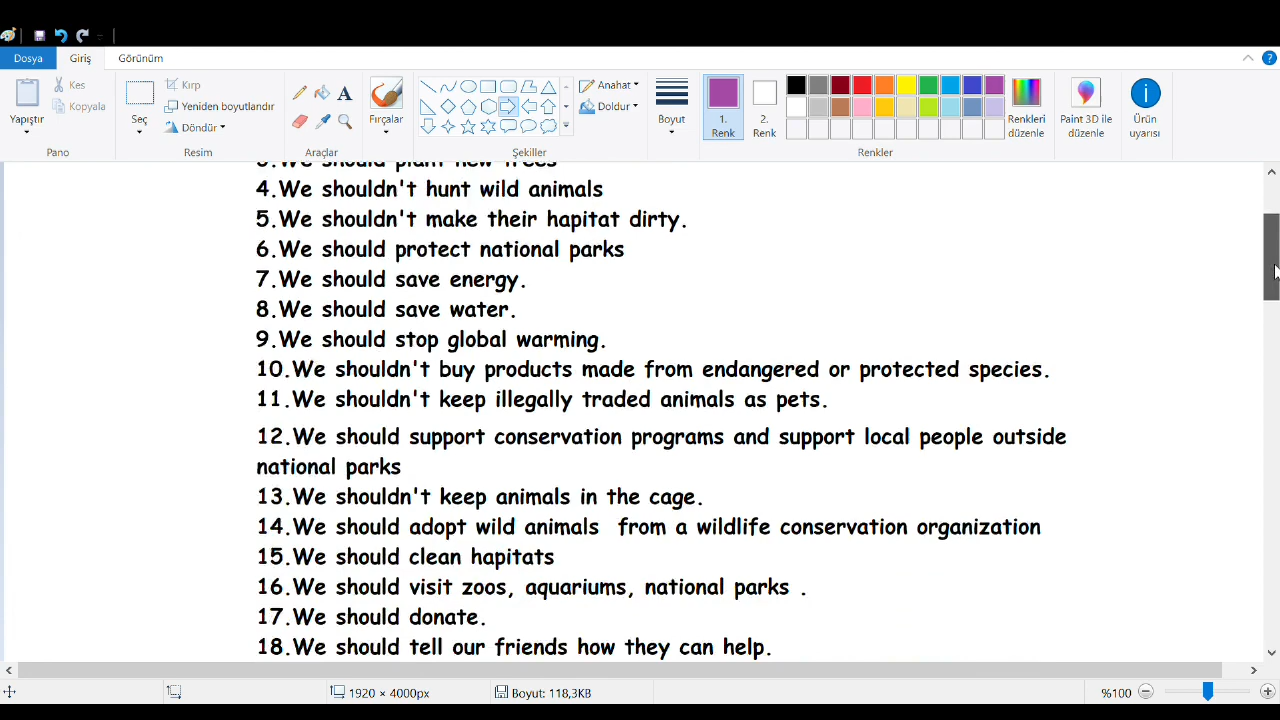 Dosya Giriş Görünüm
Yapıştır
Kes
Kopyala
Pano
Seç
Kırp
Yeniden boyutlandır
Döndür
Resim
Araçlar
Fırçalar
Şekiller
Anahat
Doldur
Boyut
1.
Renk
2.
Renk
Renkleri
düzenle
Renkler
Paint 3D ile
düzenle
Ürün
uyarısı
3.We should plant new trees
4.We shouldn't hunt wild animals
5.We shouldn't make their hapitat dirty.
6.We should protect national parks
7.We should save energy.
8.We should save water.
9.We should stop global warming.
10.We shouldn't buy products made from endangered or protected species.
11.We shouldn't keep illegally traded animals as pets.
12.We should support conservation programs and support local people outside
national parks
13.We shouldn't keep animals in the cage.
14.We should adopt wild animals  from a wildlife conservation organization
15.We should clean hapitats
16.We should visit zoos, aquariums, national parks .
17.We should donate.
18.We should tell our friends how they can help.
1920 × 4000px
Boyut: 118,3KB
%100